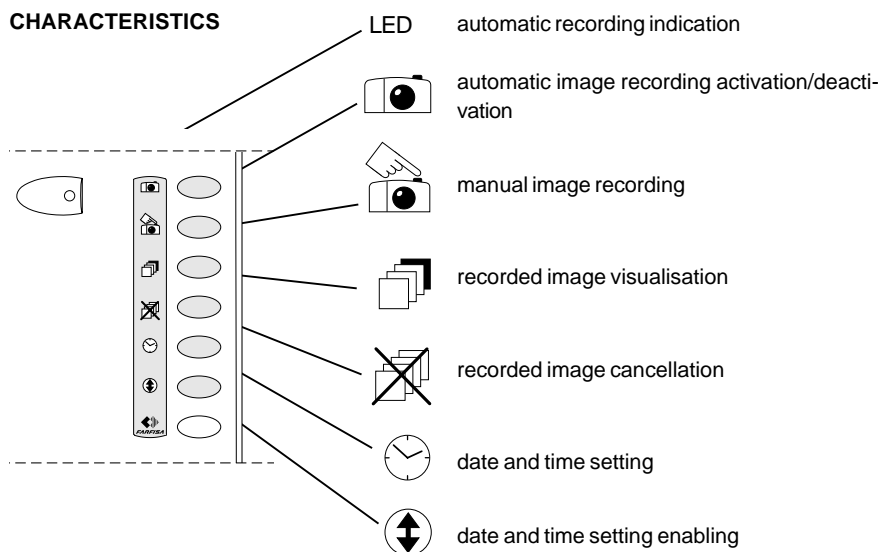 CHARACTERISTICS
LED automatic recording indication
automatic image recording activation/deacti-
vation
manual image recording
recorded image visualisation
recorded image cancellation
date and time setting
date and time setting enabling
FARFISA